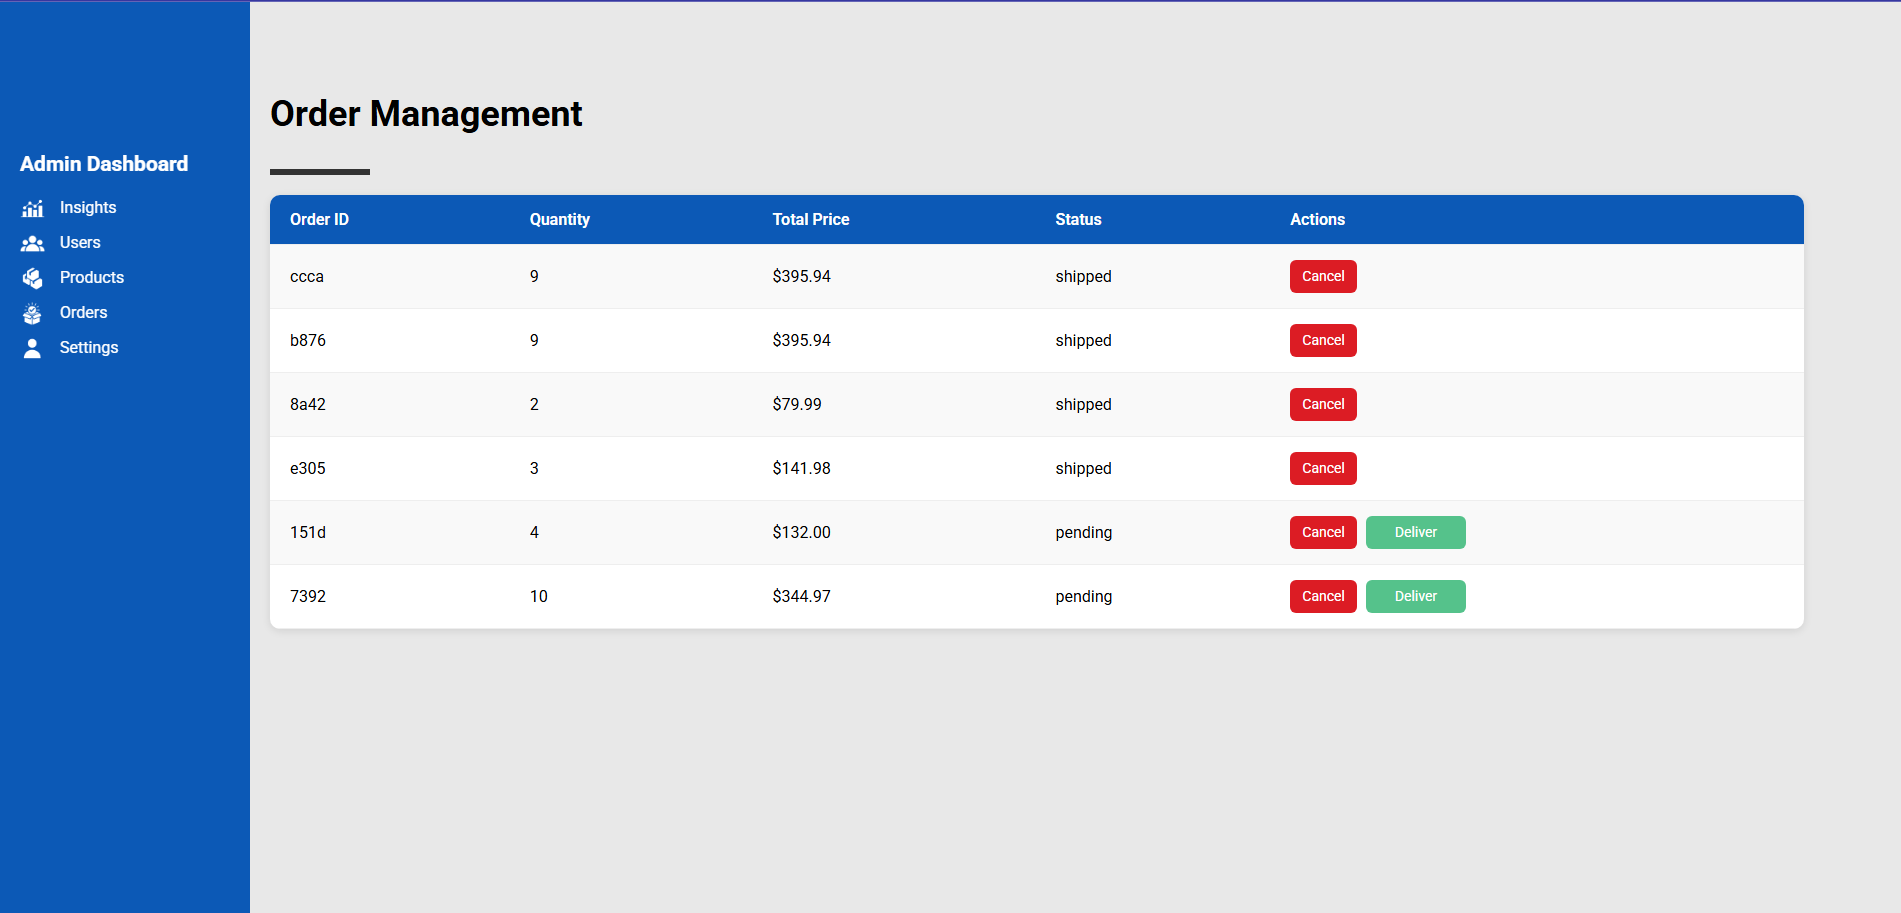 Admin Dashboard
Insights
Users
Products
Orders
Settings
Order Management
Order ID Quantity Total Price Status Actions
ccca 9 $395.94 shipped Cancel
b876 9 $395.94 shipped Cancel
8a42 2 $79.99 shipped Cancel
e305 3 $141.98 shipped Cancel
151d 4 $132.00 pending Cancel Deliver
7392 10 $344.97 pending Cancel Deliver